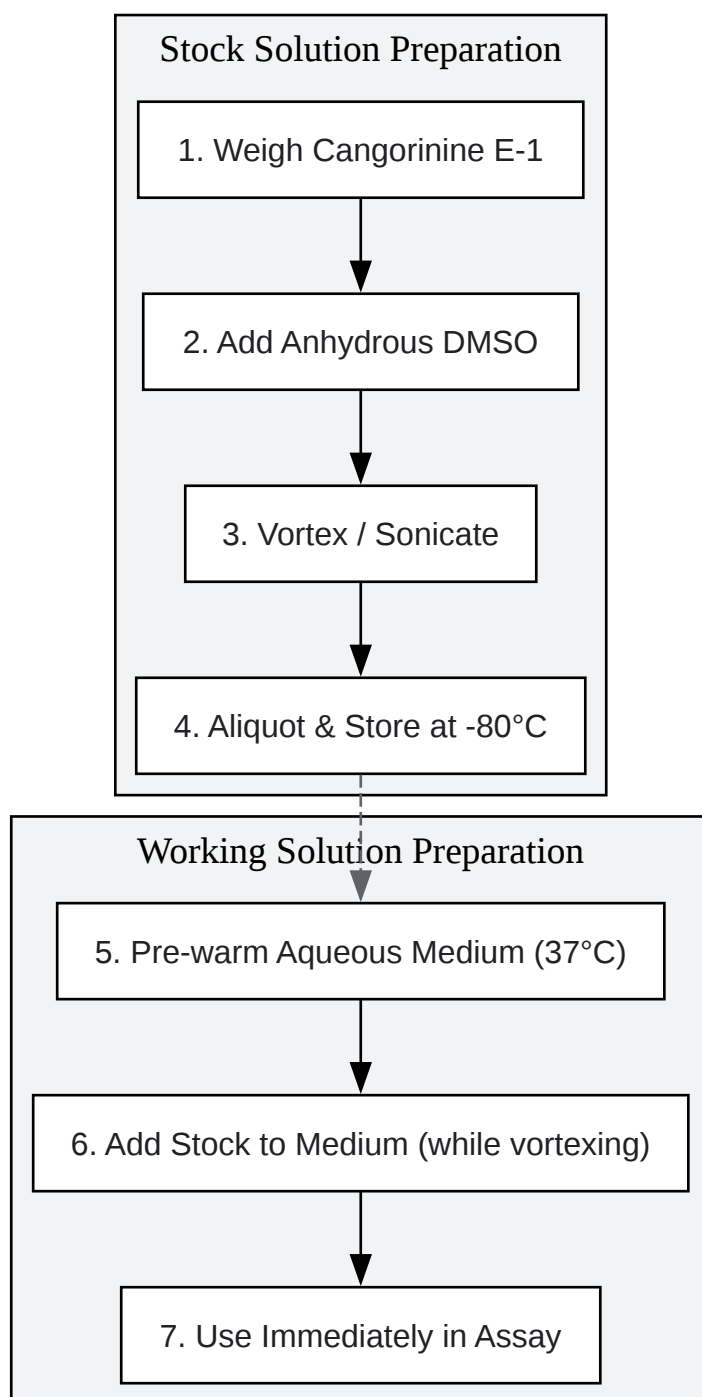 Stock Solution Preparation
1. Weigh Cangorinine E-1
2. Add Anhydrous DMSO
3. Vortex / Sonicate
4. Aliquot & Store at -80°C
Working Solution Preparation
5. Pre-warm Aqueous Medium (37°C)
6. Add Stock to Medium (while vortexing)
7. Use Immediately in Assay